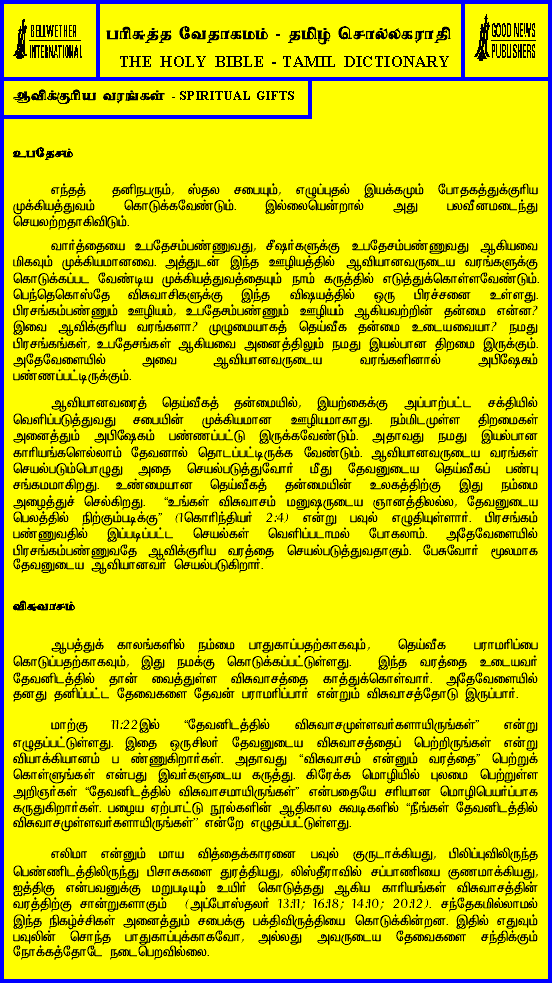 BELLWETHER
INTERNATIONAL
பரிசுத்த வேதாகமம் - தமிழ் சொல்லகராதி
THE HOLY BIBLE - TAMIL DICTIONARY
GOOD NEWS
PUBLISHERS
ஆவிக்குரிய வரங்கள் - SPIRITUAL GIFTS
உபதேசம்
எந்தத் தனிநபரும், ஸ்தல சபையும், எழுப்புதல் இயக்கமும் போதகத்துக்குரிய
முக்கியத்துவம் கொடுக்கவேண்டும். இல்லையென்றால் அது பலவீனமடைந்து
செயலற்றதாகிவிடும்.
வார்த்தையை உபதேசம்பண்ணுவது, சீஷர்களுக்கு உபதேசம்பண்ணுவது ஆகியவை
மிகவும் முக்கியமானவை. அத்துடன் இந்த ஊழியத்தில் ஆவியானவருடைய வரங்களுக்கு
கொடுக்கப்பட வேண்டிய முக்கியத்துவத்தையும் நாம் கருத்தில் எடுத்துக்கொள்ளவேண்டும்.
பெந்தெகொஸ்தே விசுவாசிகளுக்கு இந்த விஷயத்தில் ஒரு பிரச்சனை உள்ளது.
பிரசங்கம்பண்ணும் ஊழியம், உபதேசம்பண்ணும் ஊழியம் ஆகியவற்றின் தன்மை என்ன?
இவை ஆவிக்குரிய வரங்களா? முழுமையாகத் தெய்வீக தன்மை உடையவையா? நமது
பிரசங்கங்கள், உபதேசங்கள் ஆகியவை அனைத்திலும் நமது இயல்பான திறமை இருக்கும்.
அதேவேளையில் அவை ஆவியானவருடைய வரங்களினால் அபிஷேகம்
பண்ணப்பட்டிருக்கும்.
ஆவியானவரைத் தெய்வீகத் தன்மையில், இயற்கைக்கு அப்பாற்பட்ட சக்தியில்
வெளிப்படுத்துவது சபையின் முக்கியமான ஊழியமாகாது. நம்மிடமுள்ள திறமைகள்
அனைத்தும் அபிஷேகம் பண்ணப்பட்டு இருக்கவேண்டும். அதாவது நமது இயல்பான
காரியங்களெல்லாம் தேவனால் தொடப்பட்டிருக்க வேண்டும். ஆவியானவருடைய வரங்கள்
செயல்படும்பொழுது அதை செயல்படுத்துவோர் மீது தேவனுடைய தெய்வீகப் பண்பு
சங்கமமாகிறது. உண்மையான தெய்வீகத் தன்மையின் உலகத்திற்கு இது நம்மை
அழைத்துச் செல்கிறது. “உங்கள் விசுவாசம் மனுஷருடைய ஞானத்திலல்ல, தேவனுடைய
பெலத்தில் நிற்கும்படிக்கு” (1கொரிந்தியர் 2:4) என்று பவுல் எழுதியுள்ளார். பிரசங்கம்
பண்ணுவதில் இப்படிப்பட்ட செயல்கள் வெளிப்படாமல் போகலாம். அதேவேளையில்
பிரசங்கம்பண்ணுவதே ஆவிக்குரிய வரத்தை செயல்படுத்துவதாகும். பேசுவோர் மூலமாக
தேவனுடைய ஆவியானவர் செயல்படுகிறார்.
விசுவாசம்
ஆபத்துக் காலங்களில் நம்மை பாதுகாப்பதற்காகவும், தெய்வீக பராமரிப்பை
கொடுப்பதற்காகவும், இது நமக்கு கொடுக்கப்பட்டுள்ளது. இந்த வரத்தை உடையவர்
தேவனிடத்தில் தான் வைத்துள்ள விசுவாசத்தை காத்துக்கொள்வார். அதேவேளையில்
தனது தனிப்பட்ட தேவைகளை தேவன் பராமரிப்பார் என்றும் விசுவாசத்தோடு இருப்பார்.
மாற்கு 11:22இல் “தேவனிடத்தில் விசுவாசமுள்ளவர்களாயிருங்கள்” என்று
எழுதப்பட்டுள்ளது. இதை ஒருசிலர் தேவனுடைய விசுவாசத்தைப் பெற்றிருங்கள் என்று
வியாக்கியானம் ப ண்ணுகிறார்கள். அதாவது “விசுவாசம் என்னும் வரத்தை” பெற்றுக்
கொள்ளுங்கள் என்பது இவர்களுடைய கருத்து. கிரேக்க மொழியில் புலமை பெற்றுள்ள
அறிஞர்கள் “தேவனிடத்தில் விசுவாசமாயிருங்கள்” என்பதையே சரியான மொழிபெயர்ப்பாக
கருதுகிறார்கள். பழைய ஏற்பாட்டு நூல்களின் ஆதிகால சுவடிகளில் “நீங்கள் தேவனிடத்தில்
விசுவாசமுள்ளவர்களாயிருங்கள்” என்றே எழுதப்பட்டுள்ளது.
எலிமா என்னும் மாய வித்தைக்காரனை பவுல் குருடாக்கியது, பிலிப்புவிலிருந்த
பெண்ணிடத்திலிருந்து பிசாசுகளை துரத்தியது, லிஸ்தீராவில் சப்பாணியை குணமாக்கியது,
ஐத்திகு என்பவனுக்கு மறுபடியும் உயிர் கொடுத்தது ஆகிய காரியங்கள் விசுவாசத்தின்
வரத்திற்கு சான்றுகளாகும் (அப்போஸ்தலர் 13:11; 16:18; 14:10; 20:12). சந்தேகமில்லாமல்
இந்த நிகழ்ச்சிகள் அனைத்தும் சபைக்கு பக்திவிருத்தியை கொடுக்கின்றன. இதில் எதுவும்
பவுலின் சொந்த பாதுகாப்புக்காகவோ, அல்லது அவருடைய தேவைகளை சந்திக்கும்
நோக்கத்தோடே நடைபெறவில்லை.